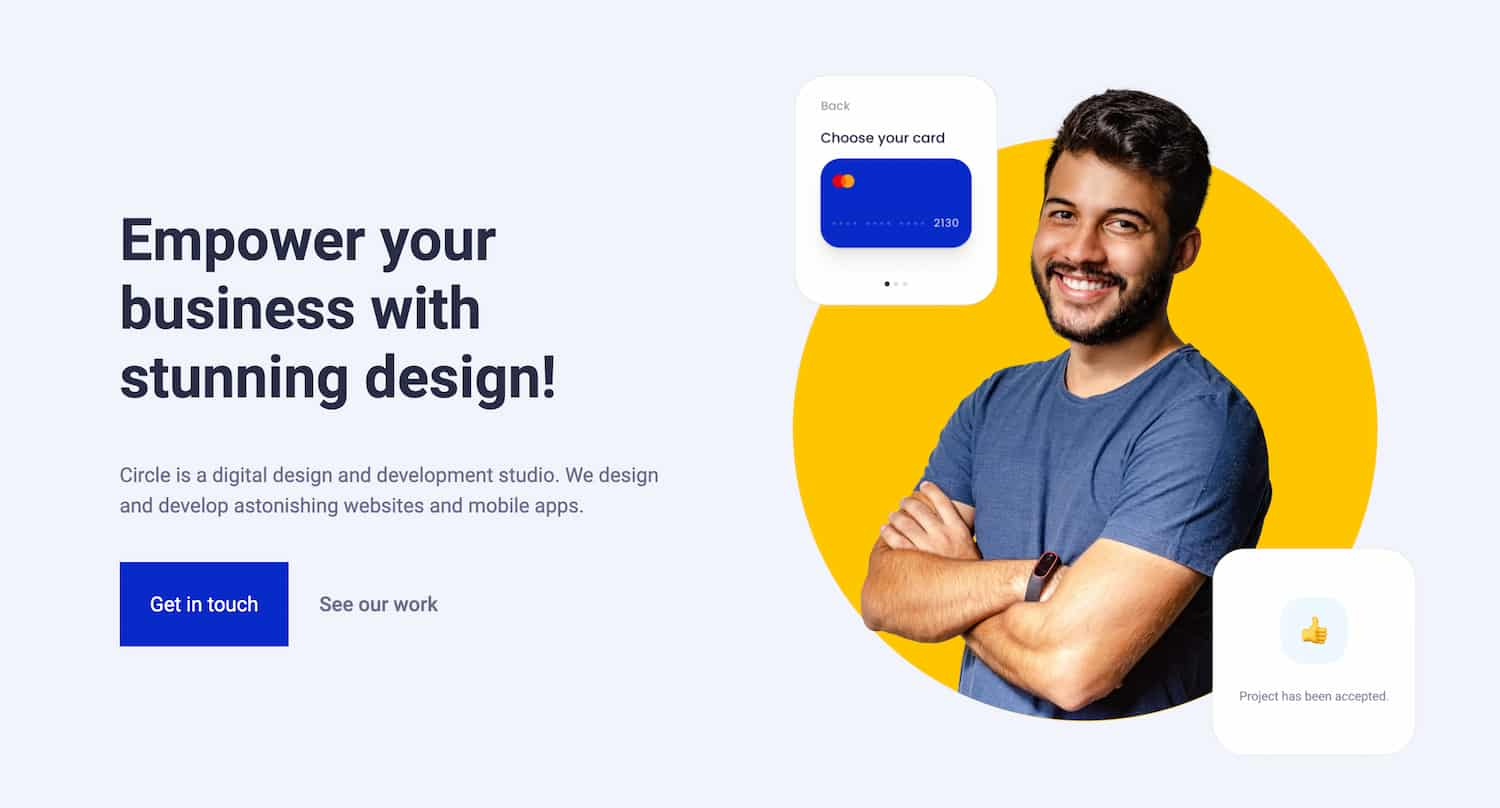 Empower your
business with
stunning design!
Circle is a digital design and development studio. We design
and develop astonishing websites and mobile apps.
Get in touch
See our work
Back
Choose your card
2130
Project has been accepted.